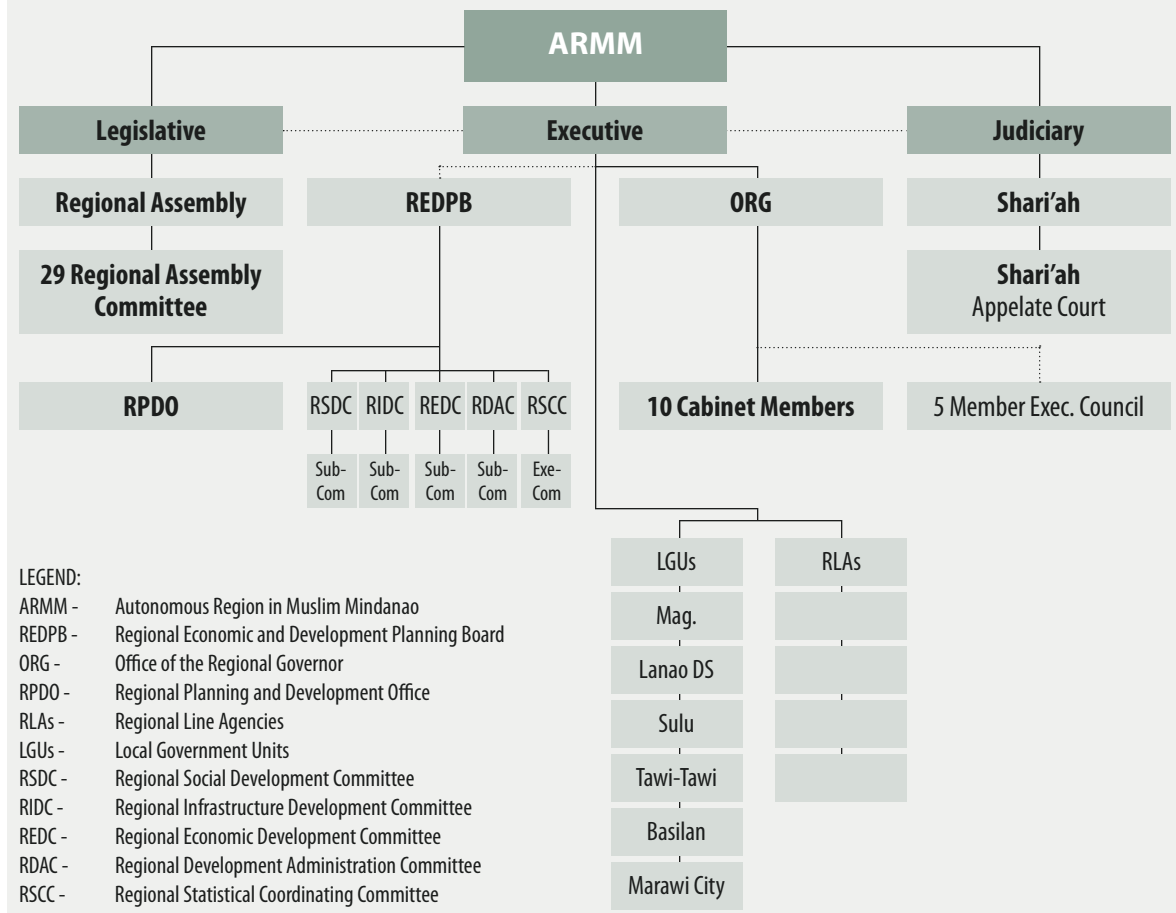 ARMM
Legislative
Executive
Judiciary
Regional Assembly
REDPB
ORG
Shari'ah
29 Regional Assembly
Committee
Shari'ah
Appelate Court
RPDO
RSDC
RIDC
REDC
RDAC
RSCC
10 Cabinet Members
5 Member Exec. Council
Sub-
Com
Sub-
Com
Sub-
Com
Sub-
Com
Exe-
Com
LGUs
RLAs
Mag.
Lanao DS
Sulu
Tawi-Tawi
Basilan
Marawi City
LEGEND:
ARMM - Autonomous Region in Muslim Mindanao
REDPB - Regional Economic and Development Planning Board
ORG - Office of the Regional Governor
RPDO - Regional Planning and Development Office
RLAs - Regional Line Agencies
LGUs - Local Government Units
RSDC - Regional Social Development Committee
RIDC - Regional Infrastructure Development Committee
REDC - Regional Economic Development Committee
RDAC - Regional Development Administration Committee
RSCC - Regional Statistical Coordinating Committee